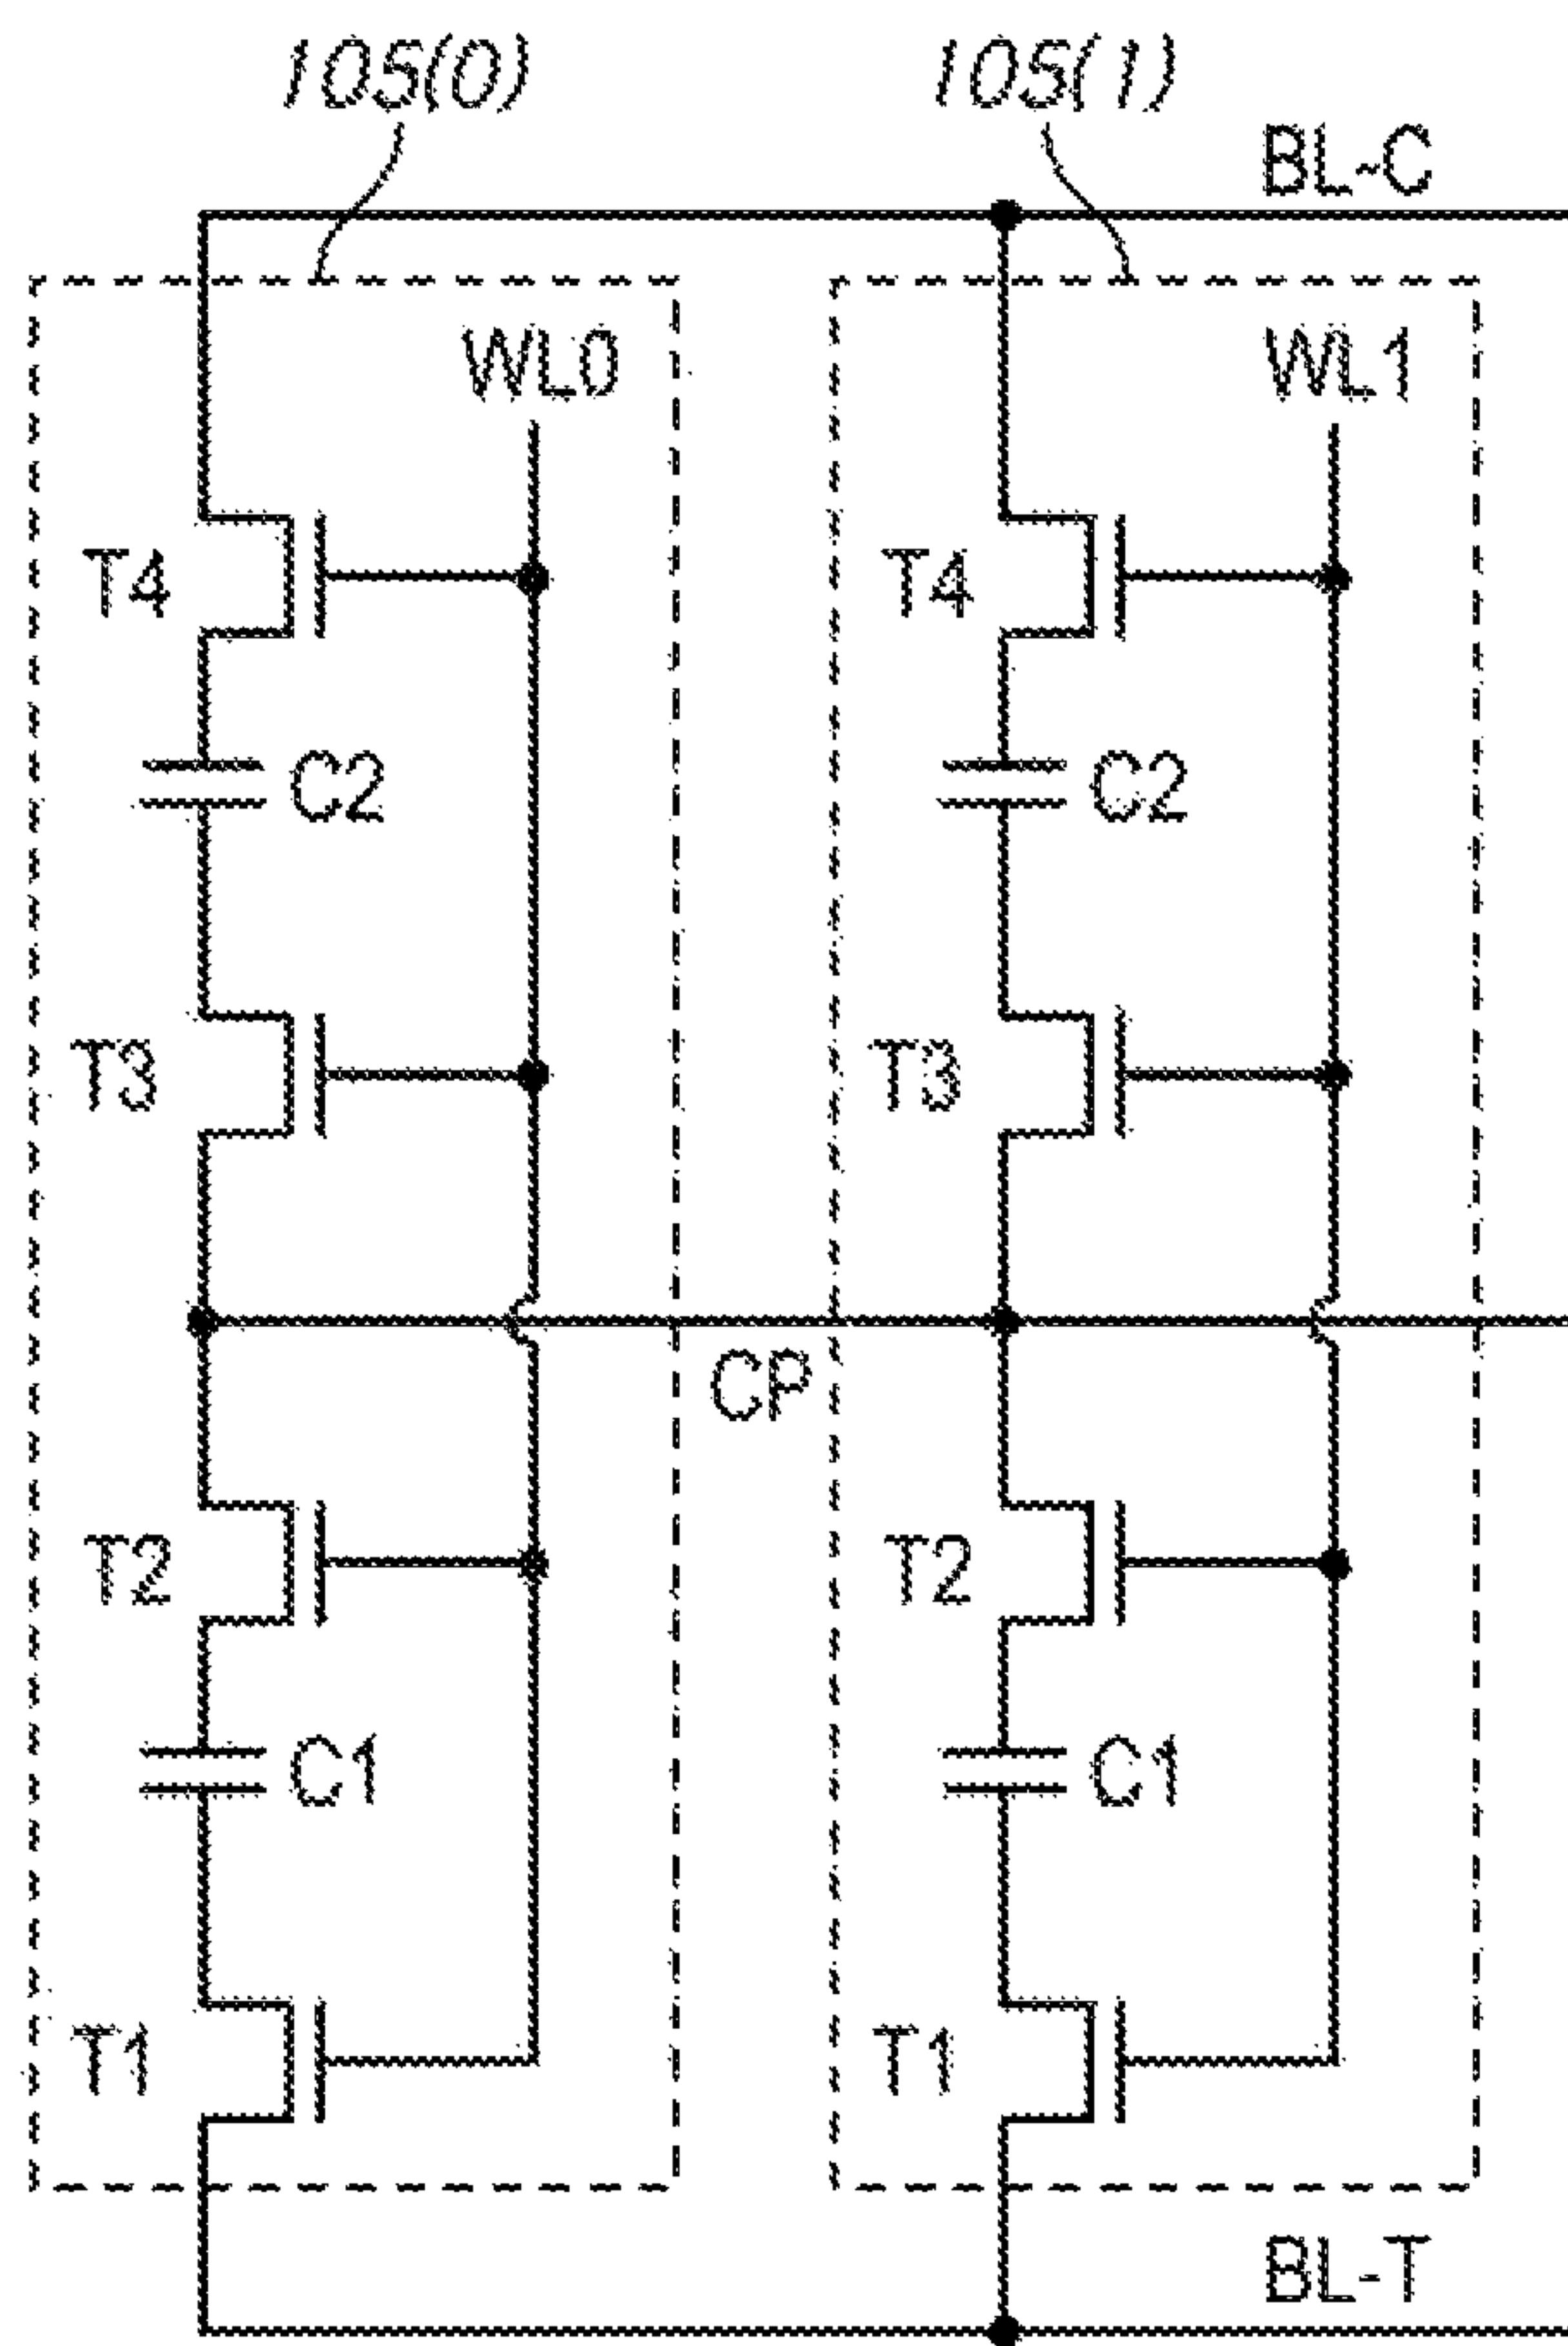 105(0) 105(1)
BL-C
WL0 WL1
T4 T4
C2 C2
T3 T3
CP
T2 T2
C1 C1
T1 T1
BL-T